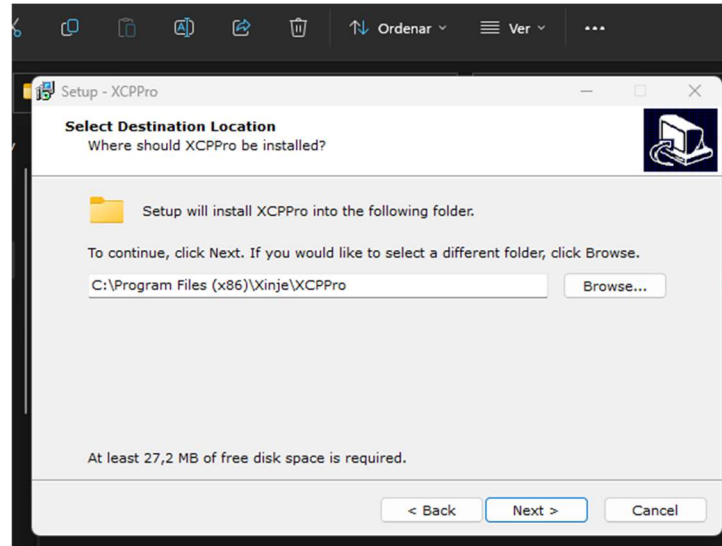 Ordenar
Ver
Setup - XCPPro
Select Destination Location
Where should XCPPro be installed?
Setup will install XCPPro into the following folder.
To continue, click Next. If you would like to select a different folder, click Browse.
C:\Program Files (x86)\Xinje\XCPPro
Browse...
At least 27,2 MB of free disk space is required.
< Back
Next >
Cancel